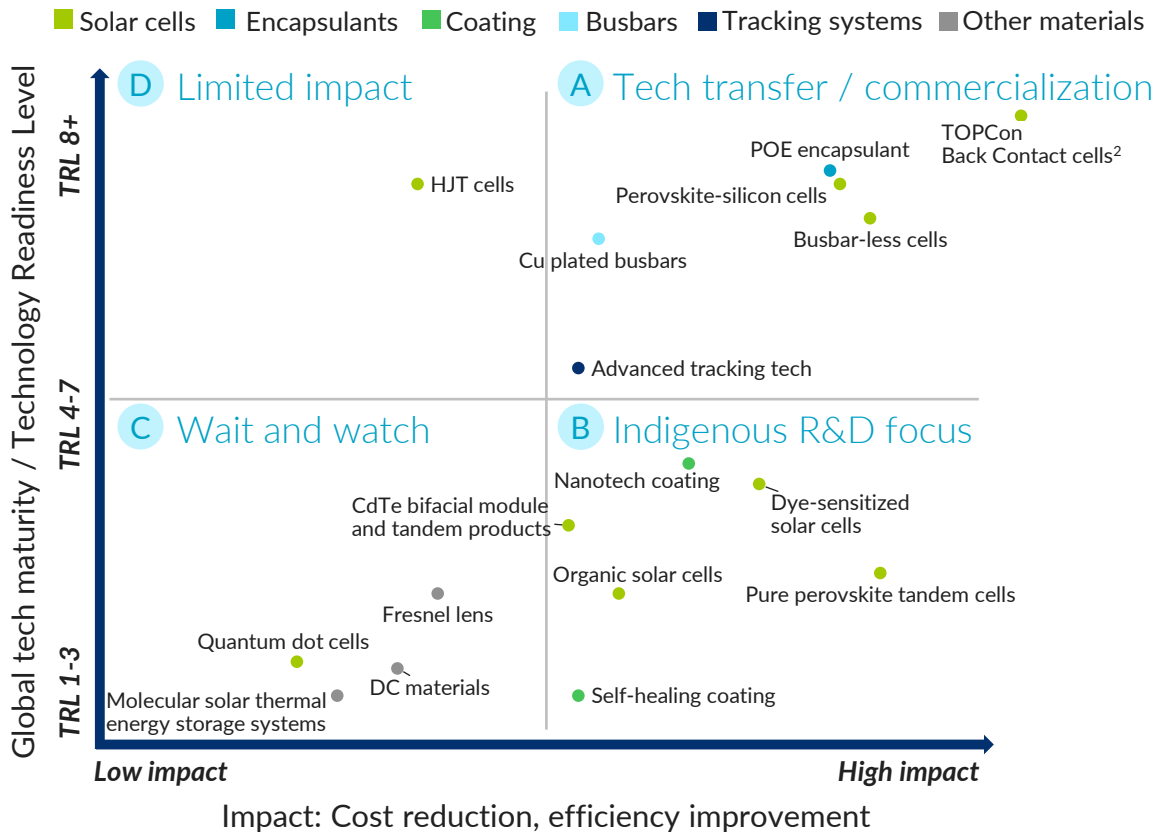 Solar cells
Encapsulants
Coating
Busbars
Tracking systems
Other materials
Global tech maturity / Technology Readiness Level
TRL 8+
TRL 4-7
TRL 1-3
D Limited impact
HJT cells
A Tech transfer / commercialization
TOPCon
Back Contact cells²
POE encapsulant
Perovskite-silicon cells
Busbar-less cells
Cu plated busbars
Advanced tracking tech
C Wait and watch
CdTe bifacial module
and tandem products
Fresnel lens
Quantum dot cells
DC materials
Molecular solar thermal
energy storage systems
B Indigenous R&D focus
Nanotech coating
Dye-sensitized
solar cells
Organic solar cells
Pure perovskite tandem cells
Self-healing coating
Low impact
High impact
Impact: Cost reduction, efficiency improvement